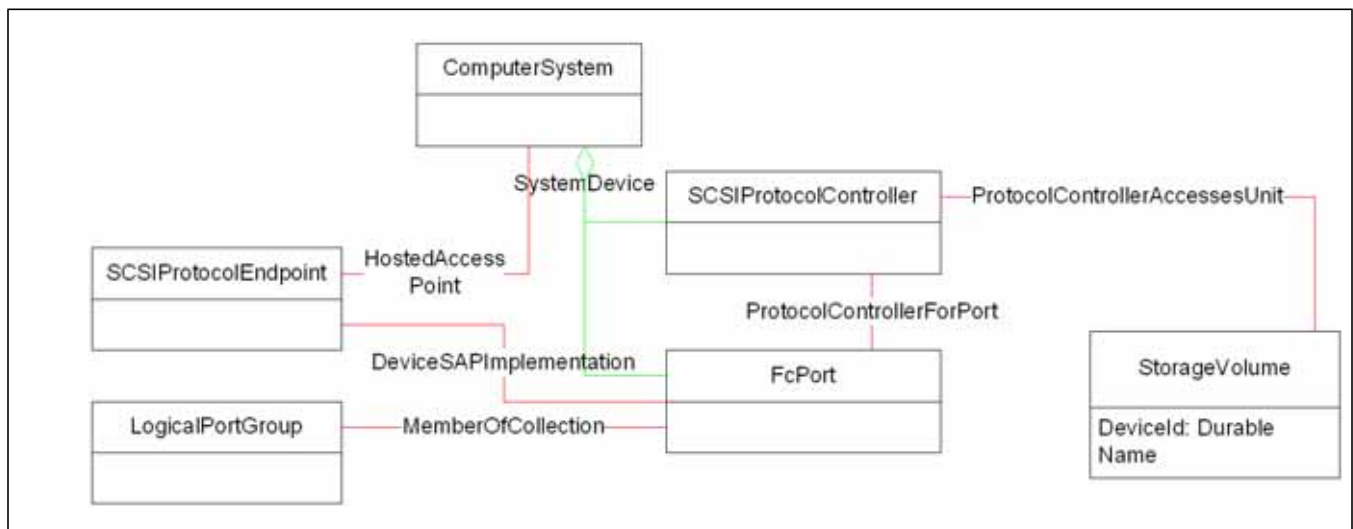 ComputerSystem
SystemDevice
SCSIProtocolController
ProtocolControllerAccessesUnit
SCSIProtocolEndpoint
HostedAccess
Point
ProtocolControllerForPort
DeviceSAPImplementation
FcPort
StorageVolume
LogicalPortGroup
MemberOfCollection
DeviceId: Durable
Name